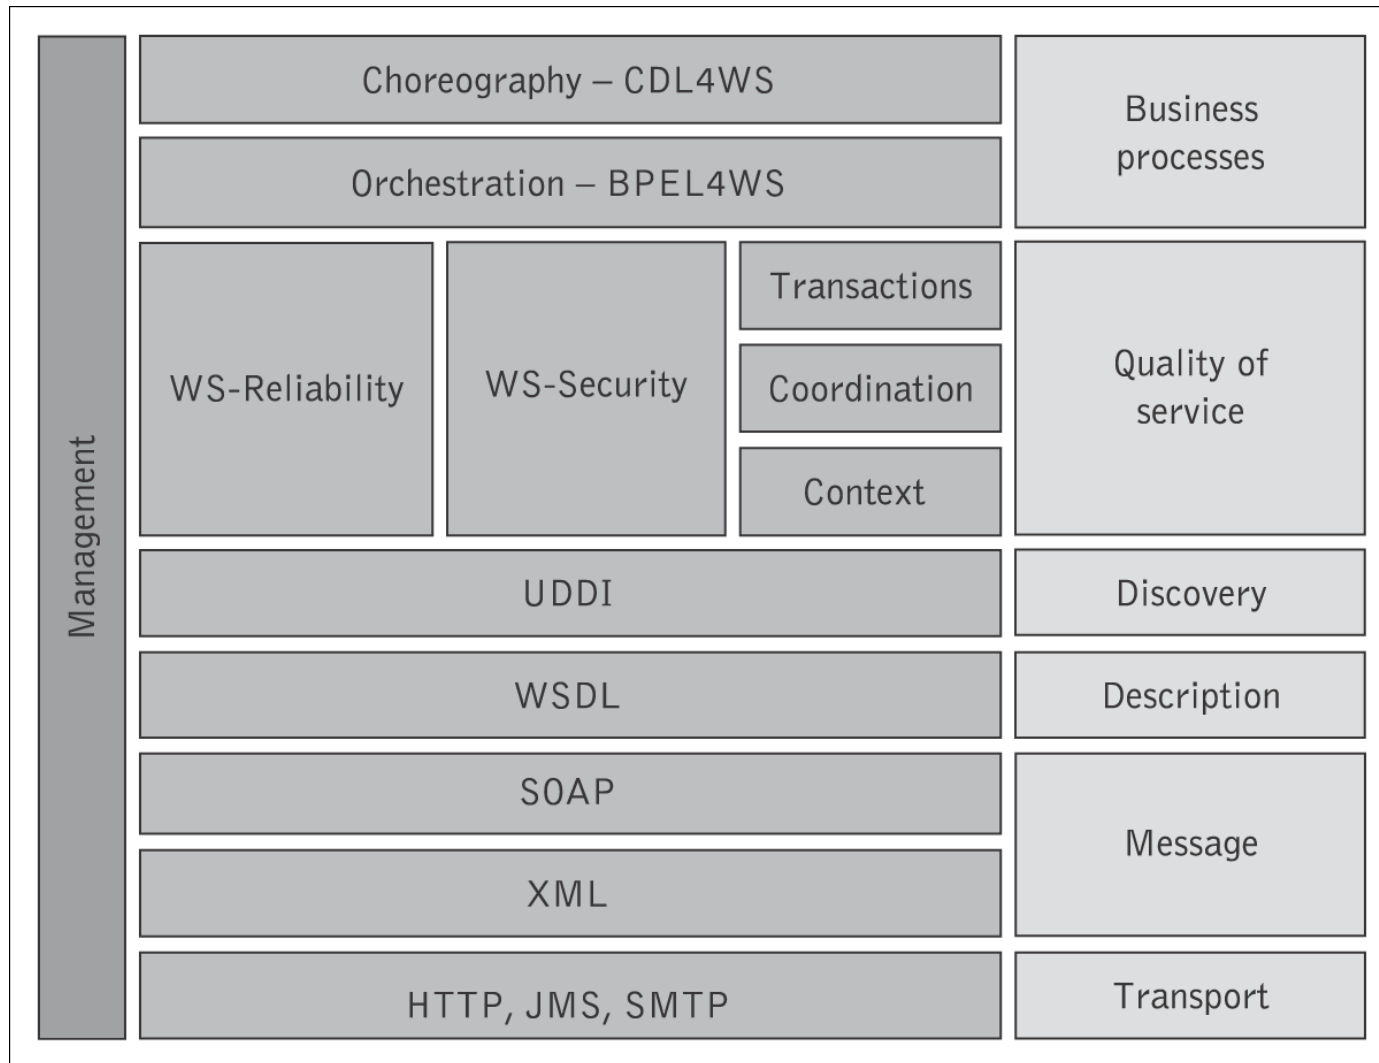 Management
Choreography – CDL4WS
Orchestration – BPEL4WS
Business
processes
WS-Reliability
WS-Security
Transactions
Coordination
Context
Quality of
service
UDDI
Discovery
WSDL
Description
SOAP
XML
Message
HTTP, JMS, SMTP
Transport